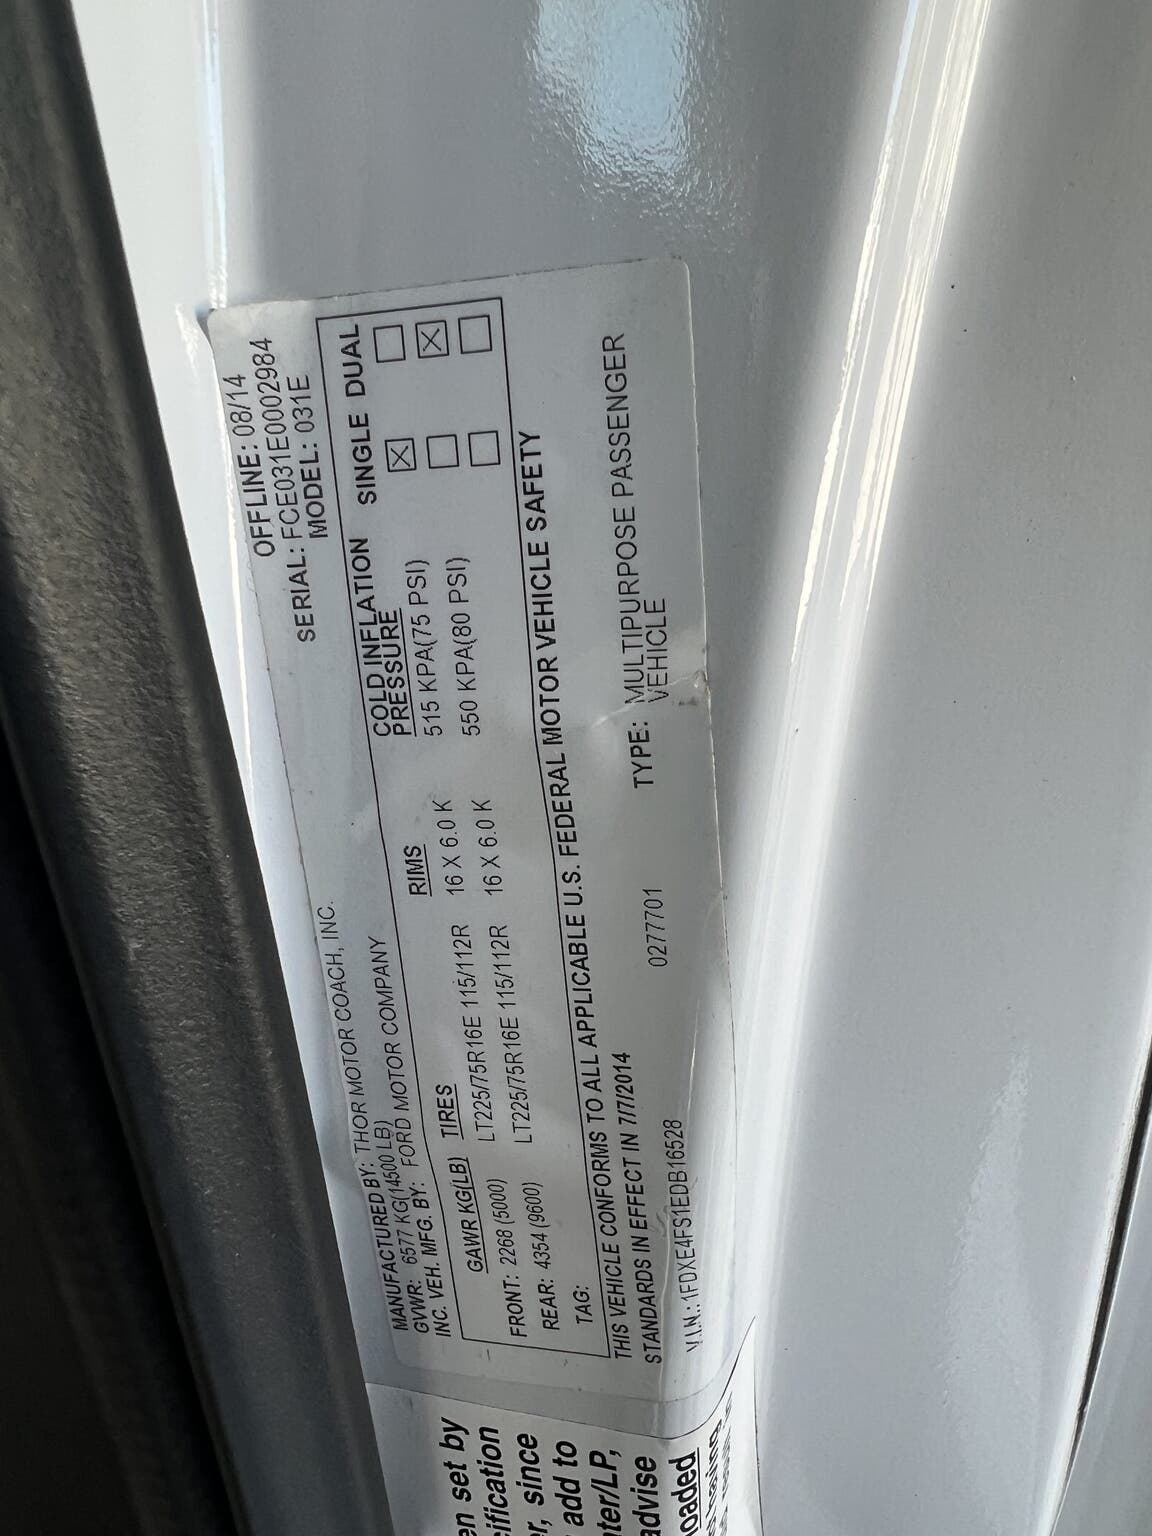 OFFLINE: 08/14
SERIAL: FCE031E0002984
MODEL: 031E
MANUFACTURED BY: THOR MOTOR COACH, INC.
GVWR: 6577 KG(14500 LB)
INC. VEH. MFG. BY: FORD MOTOR COMPANY
GAWR KG(LB) TIRES RIMS COLD INFLATION PRESSURE SINGLE DUAL
FRONT: 2268 (5000) LT225/75R16E 115/112R 16 X 6.0 K 515 KPA(75 PSI) ☒ ☐
REAR: 4354 (9600) LT225/75R16E 115/112R 16 X 6.0 K 550 KPA(80 PSI) ☐ ☒
TAG: ☐ ☐
THIS VEHICLE CONFORMS TO ALL APPLICABLE U.S. FEDERAL MOTOR VEHICLE SAFETY
STANDARDS IN EFFECT IN 7/7/2014
0277701 TYPE: MULTIPURPOSE PASSENGER
VEHICLE
V.I.N.: 1FDXE4FS1EDB16528
en set by
ification
r, since
add to
ter/LP,
advise
loaded